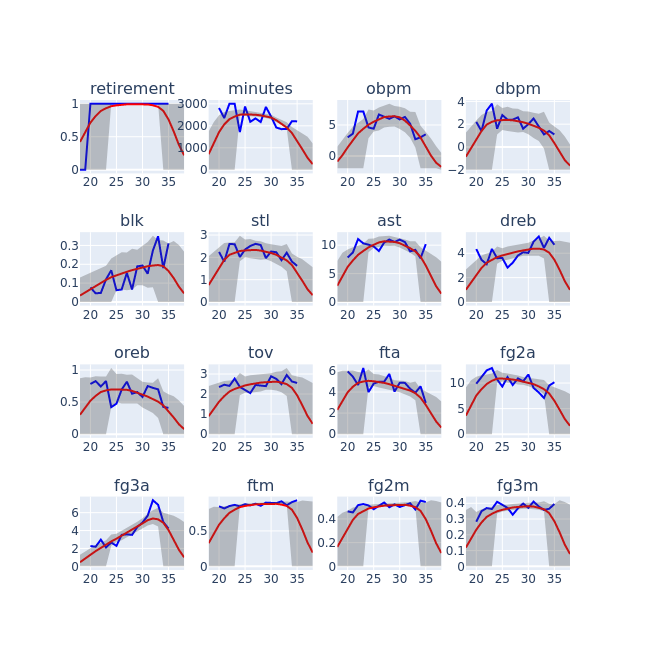 retirement minutes obpm dbpm
1 3000 4
0.5 2000 5 2
1000 0
0 0 0 −2
20 25 30 35 20 25 30 35 20 25 30 35 20 25 30 35
blk stl ast dreb
0.3 3 10 4
0.2 2 5 2
0.1 1
0 0 0 0
20 25 30 35 20 25 30 35 20 25 30 35 20 25 30 35
oreb tov fta fg2a
1 3 6 10
0.5 2 4 5
1 2
0 0 0 0
20 25 30 35 20 25 30 35 20 25 30 35 20 25 30 35
fg3a ftm fg2m fg3m
6 0.5 0.4 0.4
4 0.2 0.3
2 0.2
0.1
0 0 0 0
20 25 30 35 20 25 30 35 20 25 30 35 20 25 30 35